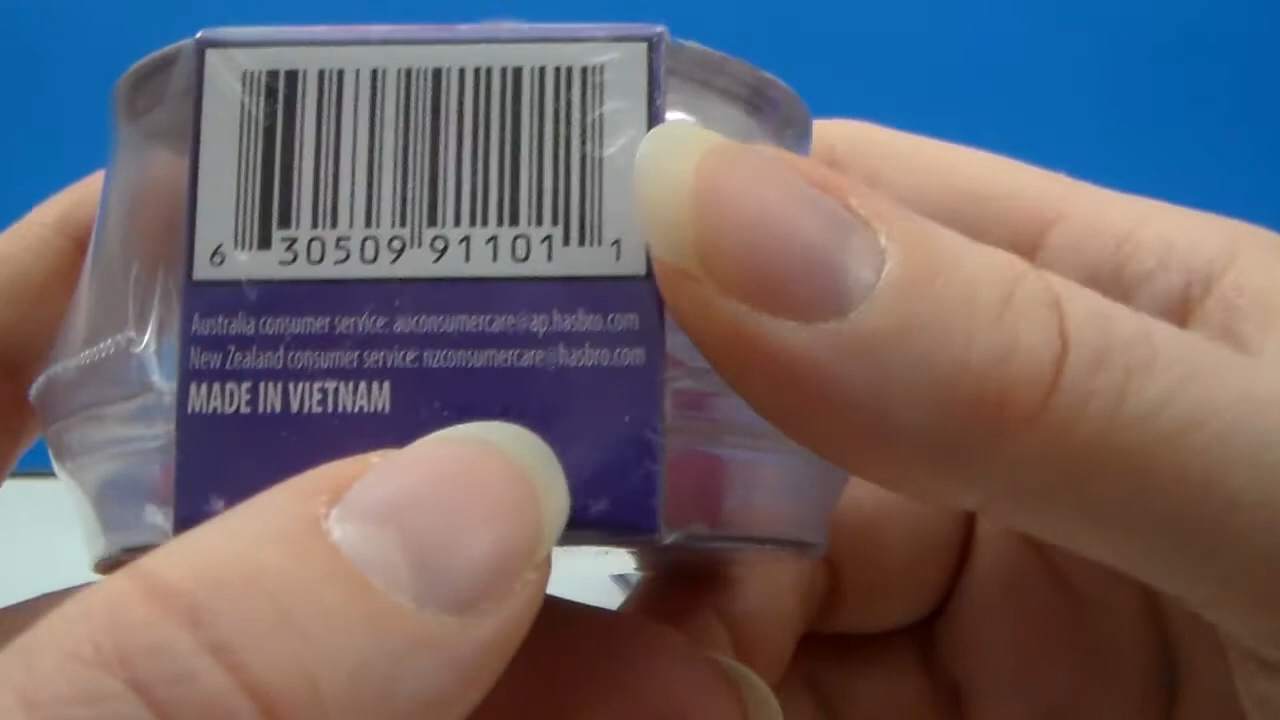 6 30509 91101 1
Australia consumer service: auconsumercare@ap.hasbro.com
New Zealand consumer service: nzconsumercare@hasbro.com
MADE IN VIETNAM